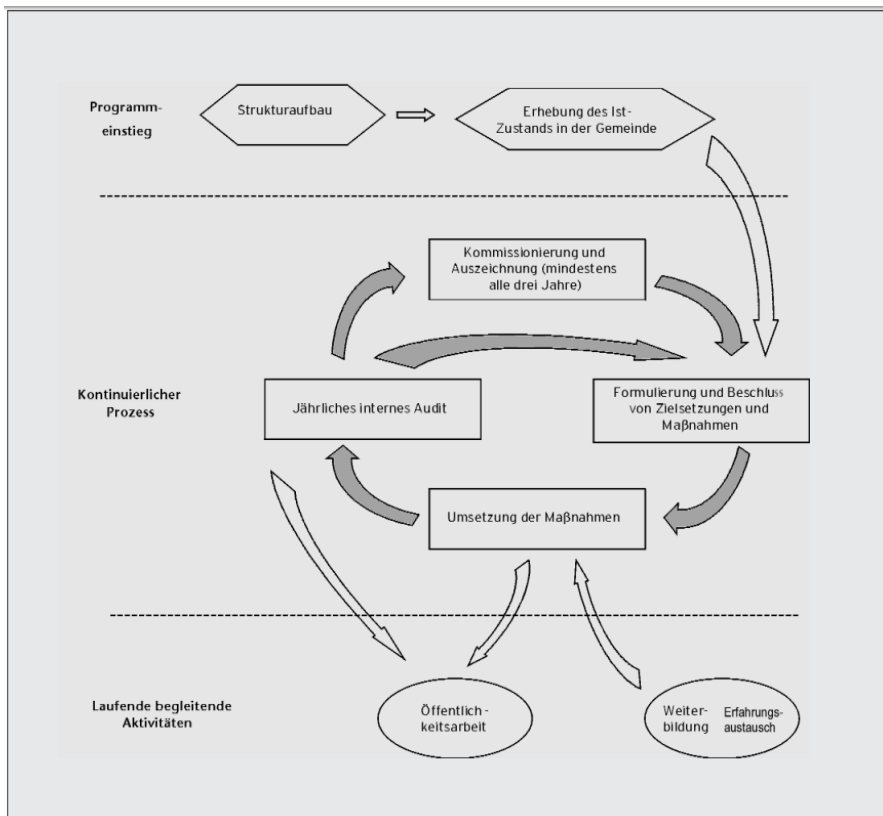 Programm-
einstieg
Strukturaufbau
Erhebung des Ist-
Zustands in der Gemeinde
Kommissionierung und
Auszeichnung (mindestens
alle drei Jahre)
Kontinuierlicher
Prozess
Jährliches internes Audit
Formulierung und Beschluss
von Zielsetzungen und
Maßnahmen
Umsetzung der Maßnahmen
Laufende begleitende
Aktivitäten
Öffentlich-
keitsarbeit
Weiter-
bildung
Erfahrungs-
austausch